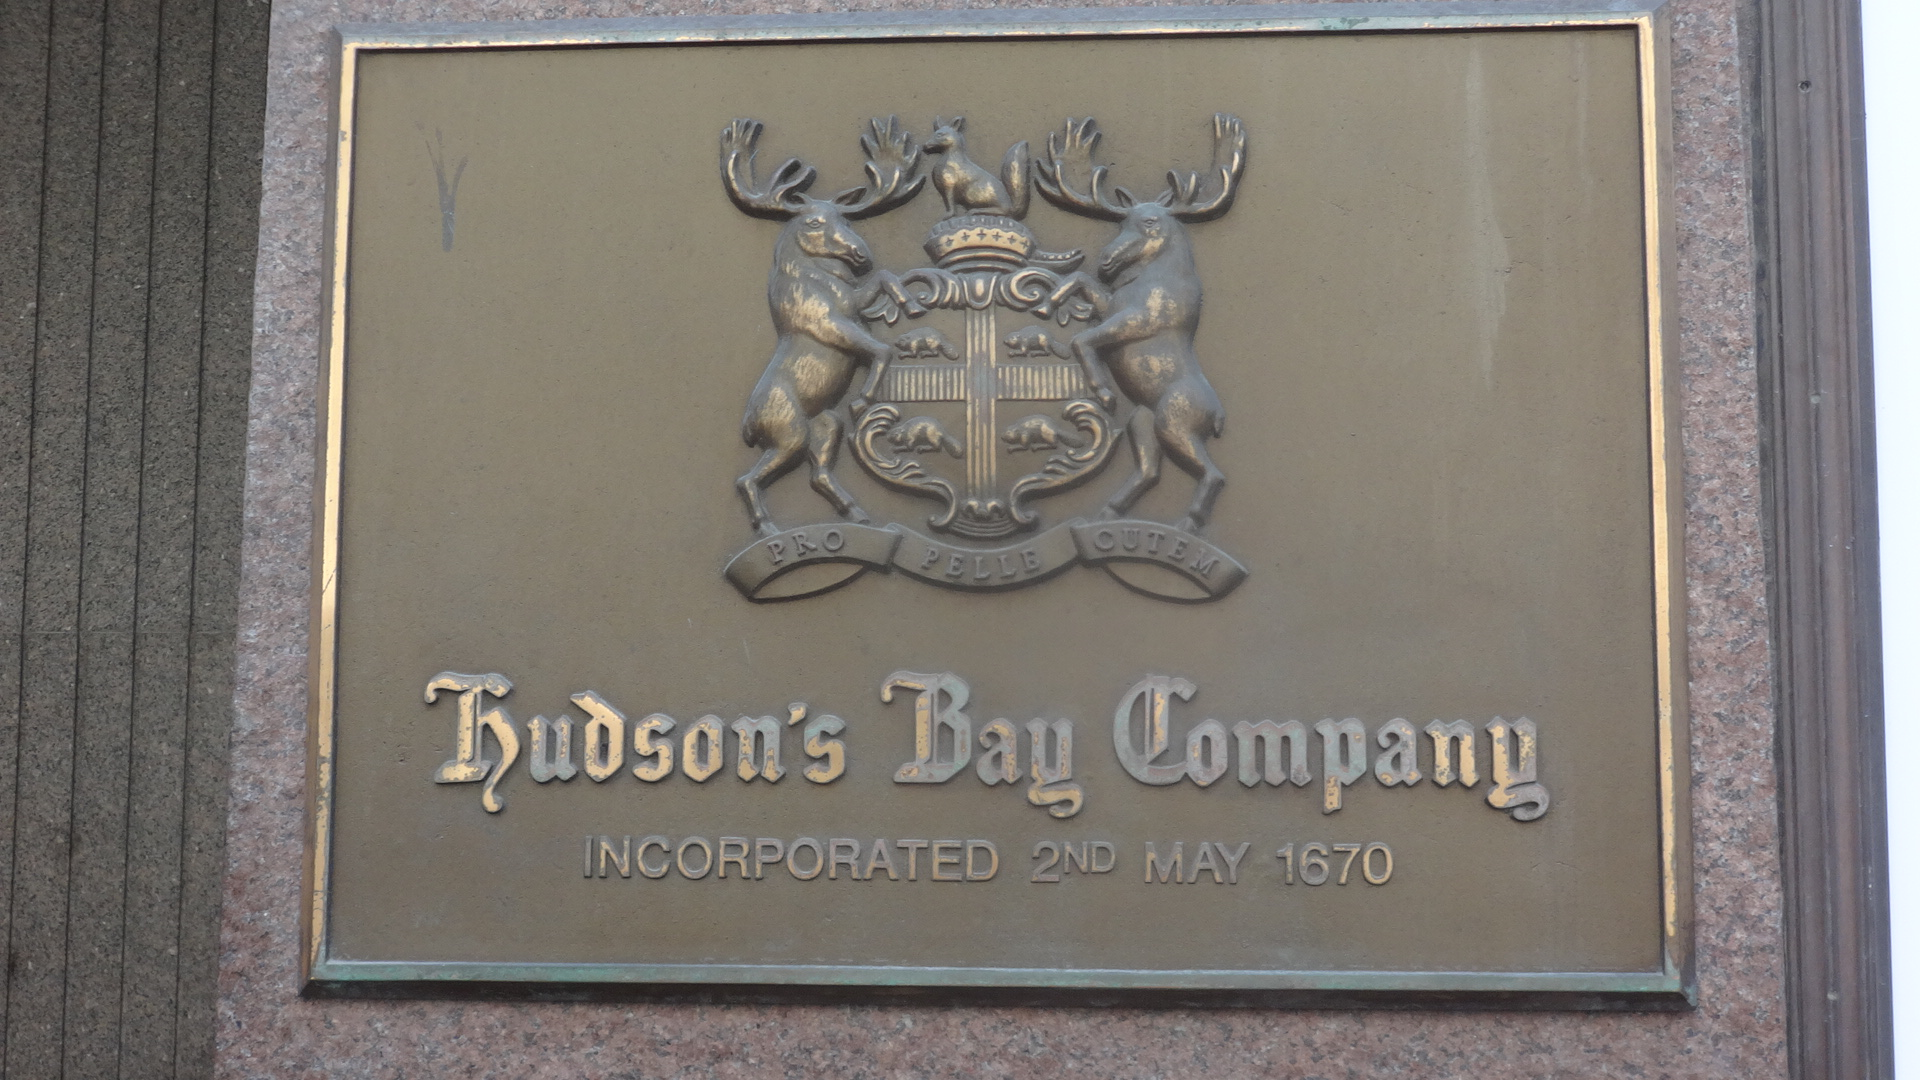 PRO PELLE CUTEM
Hudson's Bay Company
INCORPORATED 2ND MAY 1670